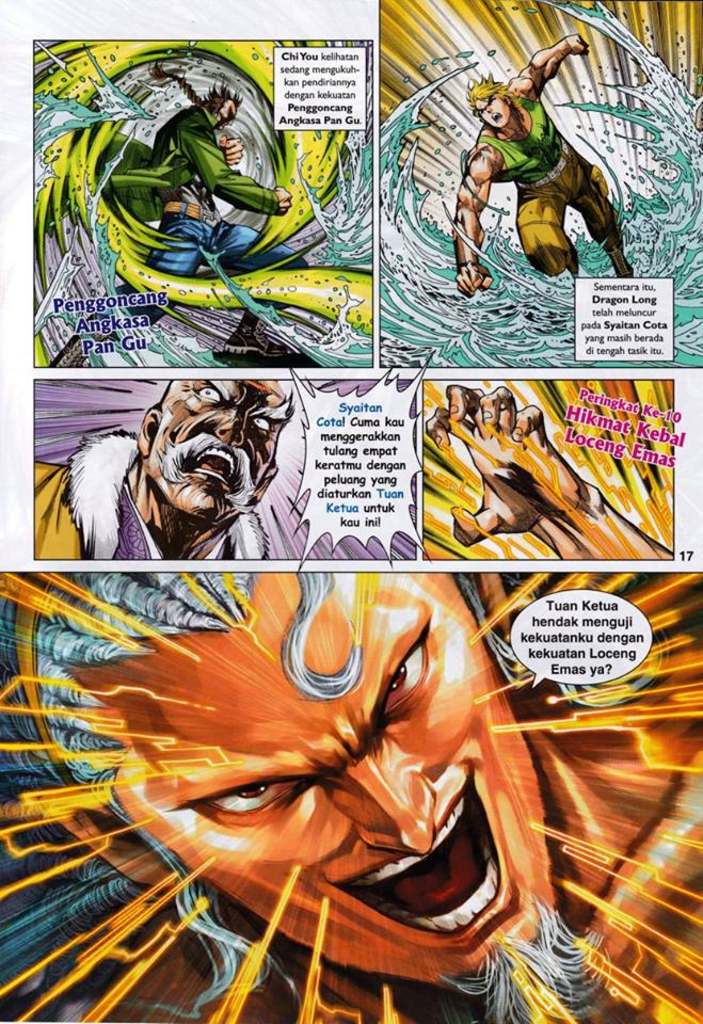 Chi You kelihatan
sedang mengukuh-
kan pendiriannya
dengan kekuatan
Penggoncang
Angkasa Pan Gu.
Penggoncang
Angkasa
Pan Gu
Sementara itu,
Dragon Long
telah meluncur
pada Syaitan Cota
yang masih berada
di tengah tasik itu.
Syaitan
Cota! Cuma kau
menggerakkan
tulang empat
keratmu dengan
peluang yang
diaturkan Tuan
Ketua untuk
kau ini!
Peringkat Ke-10
Hikmat Kebal
Loceng Emas
17
Tuan Ketua
hendak menguji
kekuatanku dengan
kekuatan Loceng
Emas ya?